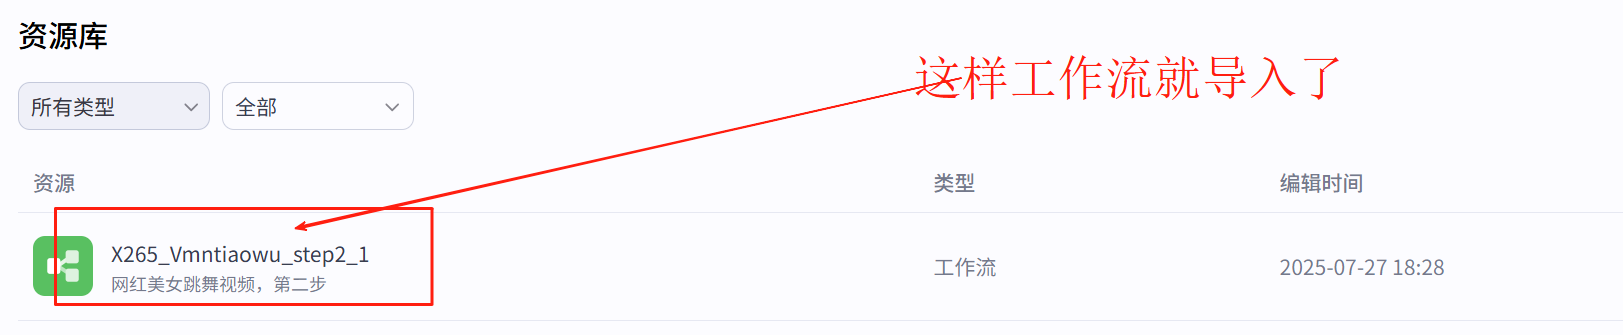 资源库
这样工作流就导入了
所有类型
全部
资源
类型
编辑时间
X265_Vmntiaowu_step2_1
网红美女跳舞视频，第二步
工作流
2025-07-27 18:28